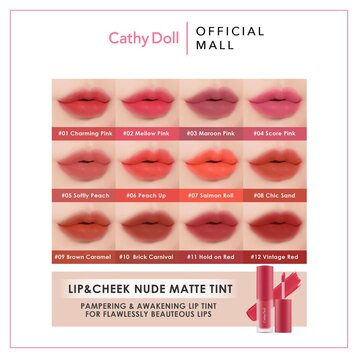 Cathy Doll
OFFICIAL
MALL
#01 Charming Pink
#02 Mellow Pink
#03 Maroon Pink
#04 Score Pink
#05 Softly Peach
#06 Peach Up
#07 Salmon Roll
#08 Chic Sand
#09 Brown Caramel
#10 Brick Carnival
#11 Hold on Red
#12 Vintage Red
LIP&CHEEK NUDE MATTE TINT
PAMPERING & AWAKENING LIP TINT
FOR FLAWLESSLY BEAUTEOUS LIPS
Cathy Doll